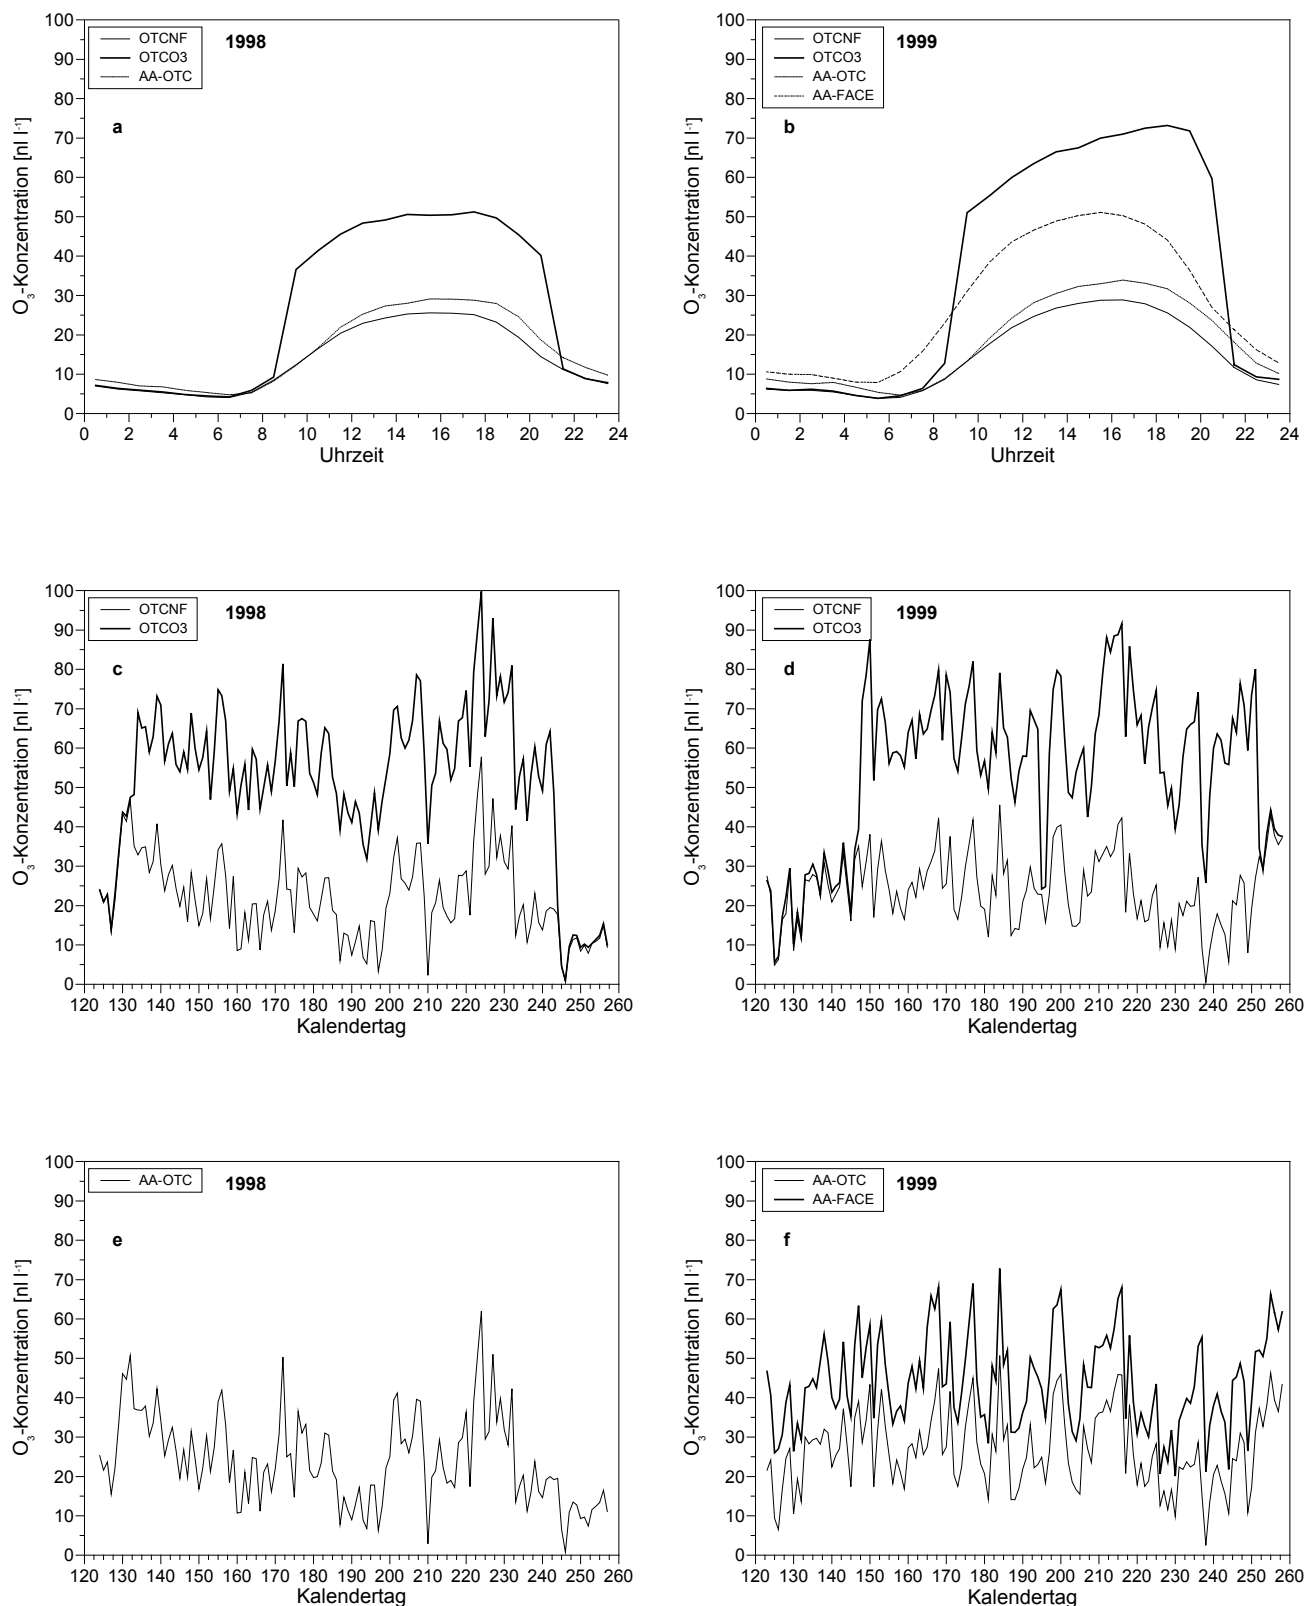 OTCNF
OTCO3
AA-OTC
1998
a
O₃-Konzentration [nl l⁻¹]
100
90
80
70
60
50
40
30
20
10
0
0 2 4 6 8 10 12 14 16 18 20 22 24
Uhrzeit
OTCNF
OTCO3
AA-OTC
AA-FACE
1999
b
O₃-Konzentration [nl l⁻¹]
100
90
80
70
60
50
40
30
20
10
0
0 2 4 6 8 10 12 14 16 18 20 22 24
Uhrzeit
OTCNF
OTCO3
1998
c
O₃-Konzentration [nl l⁻¹]
100
90
80
70
60
50
40
30
20
10
0
120 130 140 150 160 170 180 190 200 210 220 230 240 250 260
Kalendertag
OTCNF
OTCO3
1999
d
O₃-Konzentration [nl l⁻¹]
100
90
80
70
60
50
40
30
20
10
0
120 130 140 150 160 170 180 190 200 210 220 230 240 250 260
Kalendertag
AA-OTC
1998
e
O₃-Konzentration [nl l⁻¹]
100
90
80
70
60
50
40
30
20
10
0
120 130 140 150 160 170 180 190 200 210 220 230 240 250 260
Kalendertag
AA-OTC
AA-FACE
1999
f
O₃-Konzentration [nl l⁻¹]
100
90
80
70
60
50
40
30
20
10
0
120 130 140 150 160 170 180 190 200 210 220 230 240 250 260
Kalendertag